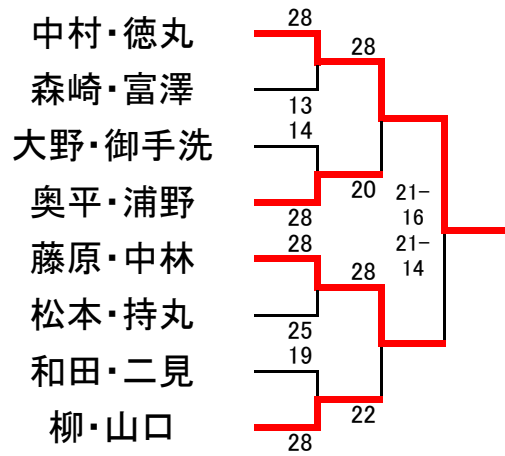 中村・徳丸
森崎・富澤
大野・御手洗
奥平・浦野
藤原・中林
松本・持丸
和田・二見
柳・山口
28
13
14
28
28
25
19
28
28
20
28
22
21-
16
21-
14